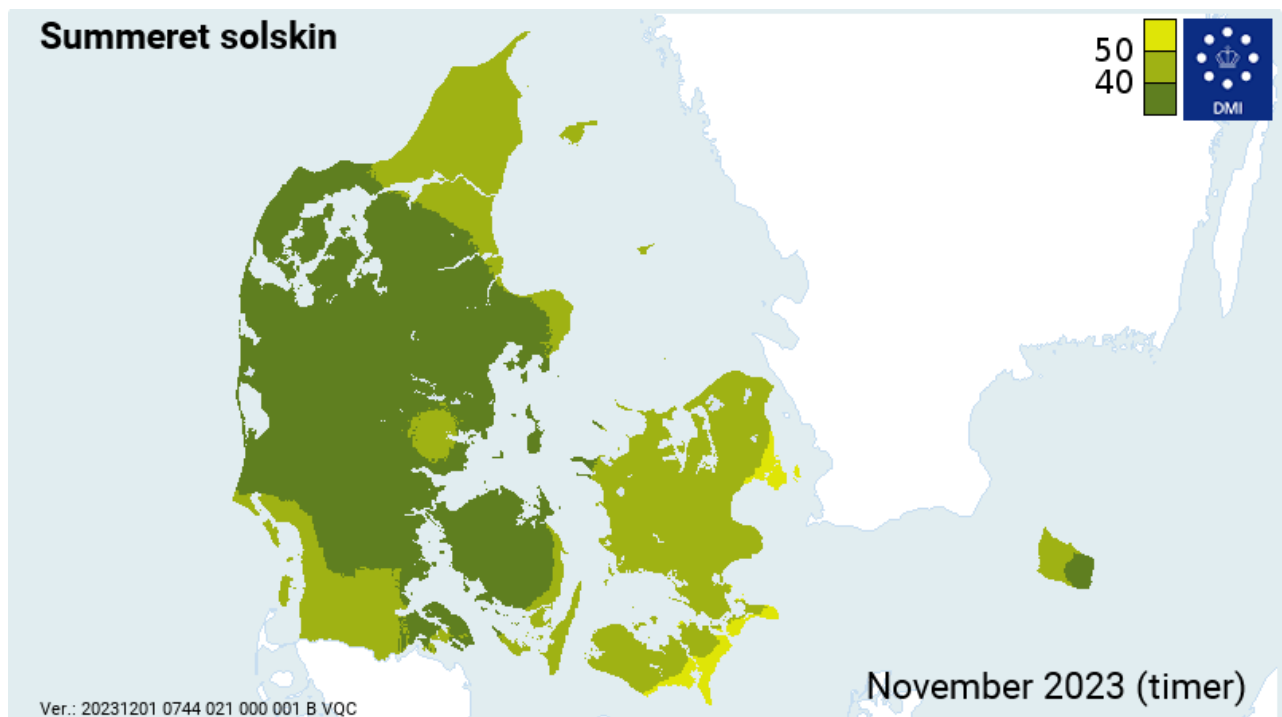 Summeret solskin
50
40
DMI
November 2023 (timer)
Ver.: 20231201 0744 021 000 001 B VQC